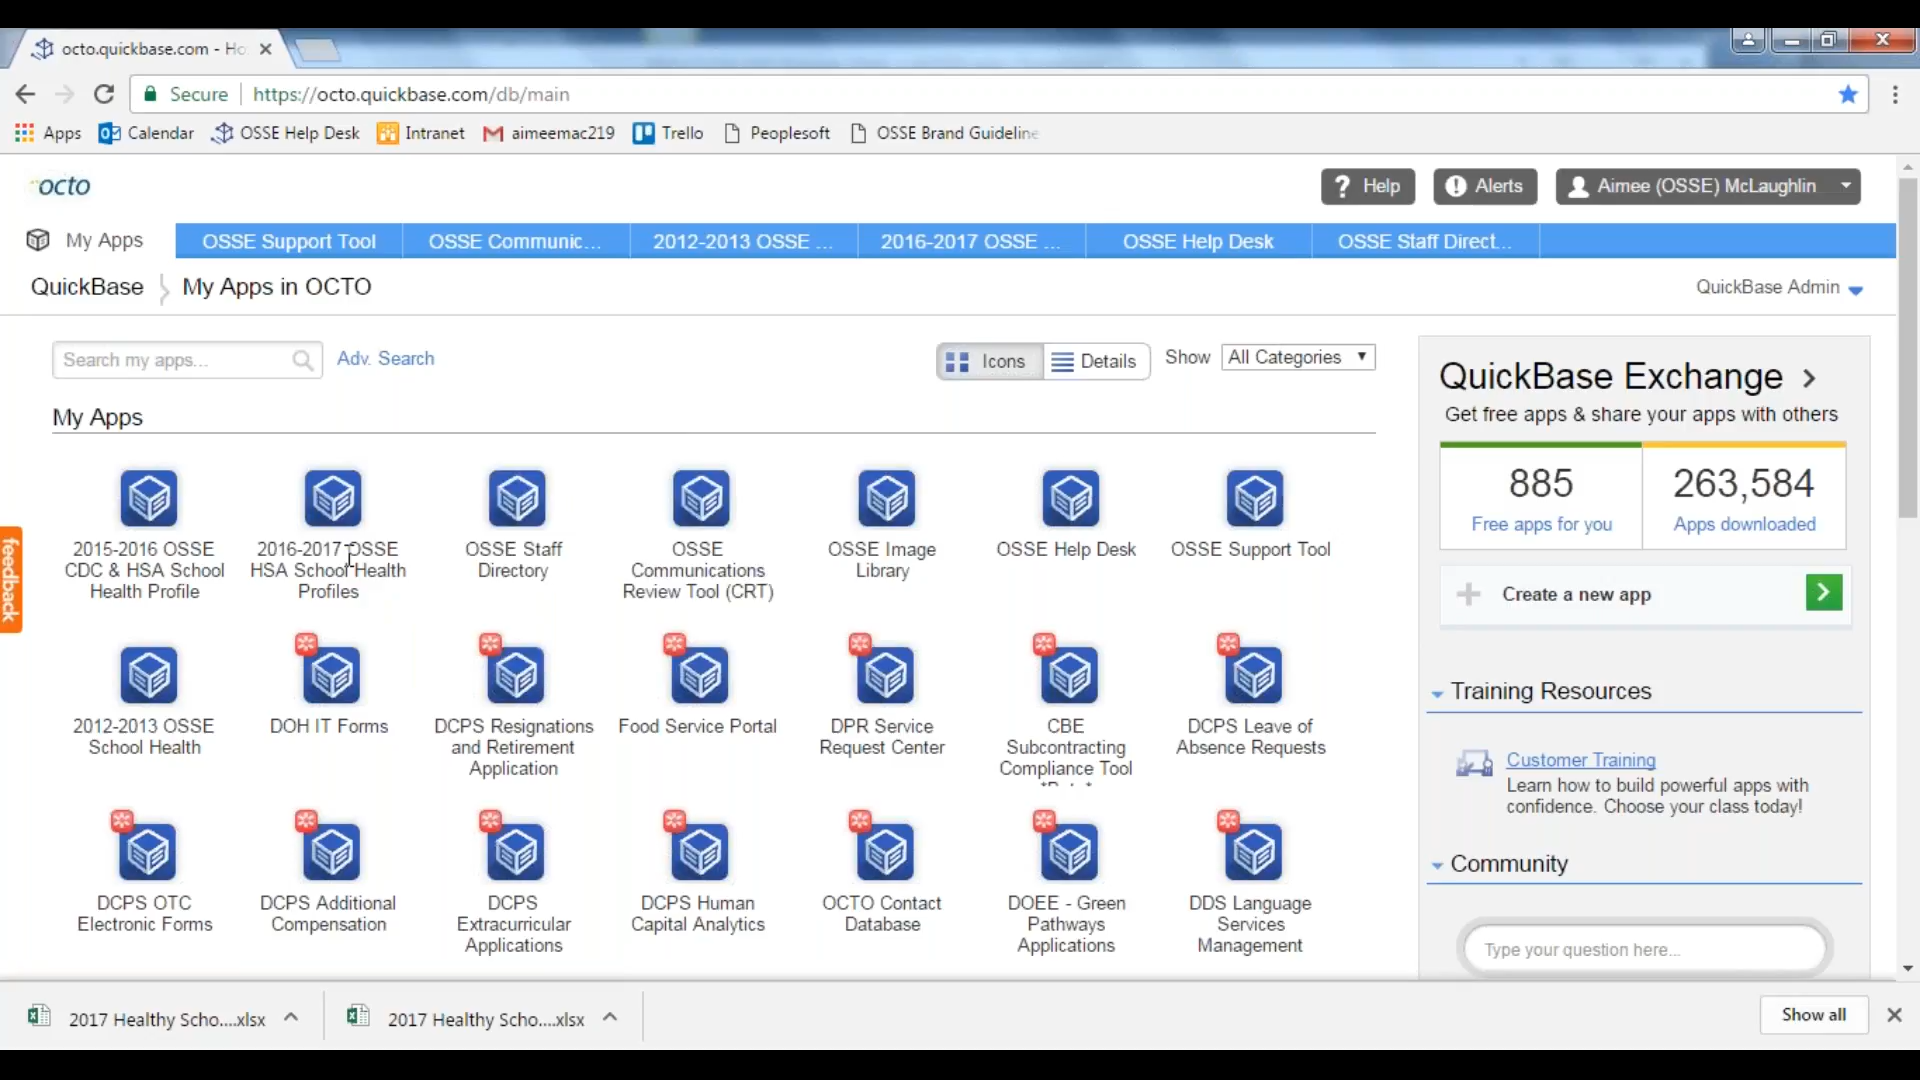 octo.quickbase.com - Ho
Secure https://octo.quickbase.com/db/main
Apps Calendar OSSE Help Desk Intranet aimeemac219 Trello Peoplesoft OSSE Brand Guideline
octo
? Help Alerts Aimee (OSSE) McLaughlin
My Apps OSSE Support Tool OSSE Communic... 2012-2013 OSSE ... 2016-2017 OSSE ... OSSE Help Desk OSSE Staff Direct...
QuickBase My Apps in OCTO QuickBase Admin
Search my apps... Adv. Search Icons Details Show All Categories
My Apps
2015-2016 OSSE
CDC & HSA School
Health Profile
2016-2017 OSSE
HSA School Health
Profiles
OSSE Staff
Directory
OSSE
Communications
Review Tool (CRT)
OSSE Image
Library
OSSE Help Desk
OSSE Support Tool
2012-2013 OSSE
School Health
DOH IT Forms
DCPS Resignations
and Retirement
Application
Food Service Portal
DPR Service
Request Center
CBE
Subcontracting
Compliance Tool
DCPS Leave of
Absence Requests
DCPS OTC
Electronic Forms
DCPS Additional
Compensation
DCPS
Extracurricular
Applications
DCPS Human
Capital Analytics
OCTO Contact
Database
DOEE - Green
Pathways
Applications
DDS Language
Services
Management
feedback
QuickBase Exchange
Get free apps & share your apps with others
885 263,584
Free apps for you Apps downloaded
Create a new app
Training Resources
Customer Training
Learn how to build powerful apps with
confidence. Choose your class today!
Community
Type your question here...
2017 Healthy Scho....xlsx 2017 Healthy Scho....xlsx Show all